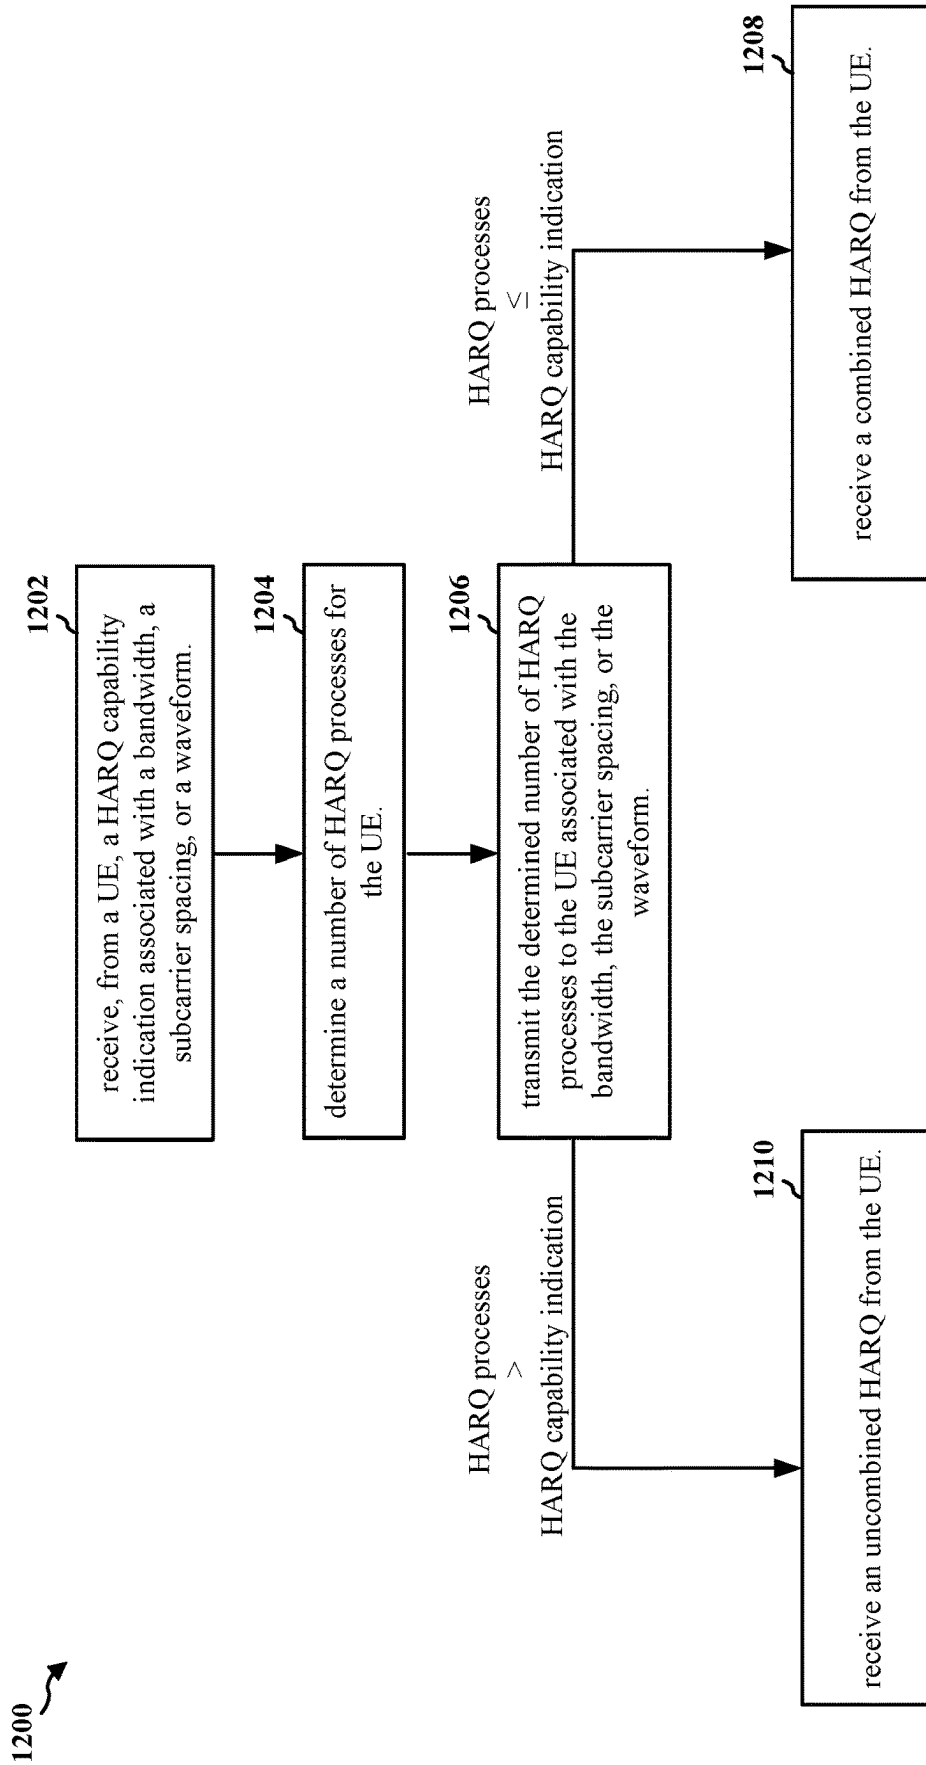 1200
1202
receive, from a UE, a HARQ capability
indication associated with a bandwidth, a
subcarrier spacing, or a waveform.
1204
determine a number of HARQ processes for
the UE.
1206
transmit the determined number of HARQ
processes to the UE associated with the
bandwidth, the subcarrier spacing, or the
waveform.
HARQ processes
>
HARQ capability indication
HARQ processes
≤
HARQ capability indication
1210
receive an uncombined HARQ from the UE.
1208
receive a combined HARQ from the UE.